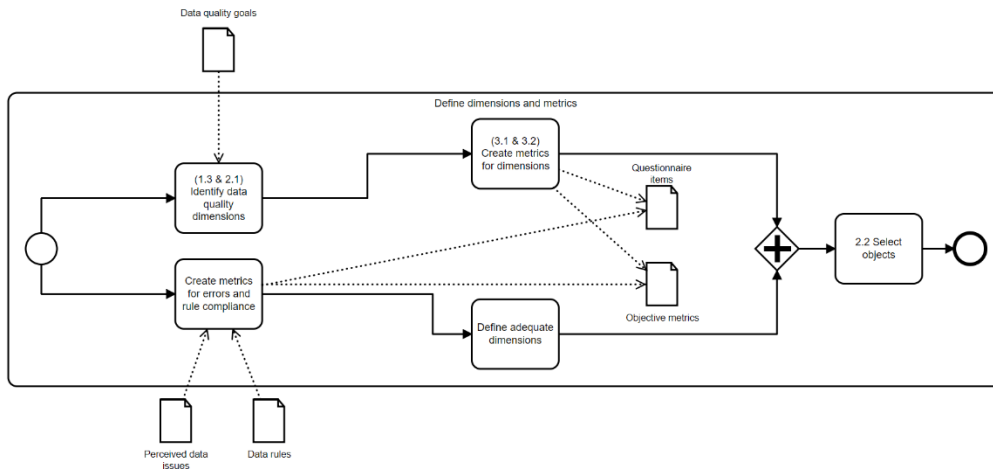 Data quality goals
Define dimensions and metrics
(1.3 & 2.1)
Identify data
quality
dimensions
(3.1 & 3.2)
Create metrics
for dimensions
Questionnaire
items
2.2 Select
objects
Create metrics
for errors and
rule compliance
Objective metrics
Define adequate
dimensions
Perceived data
issues
Data rules